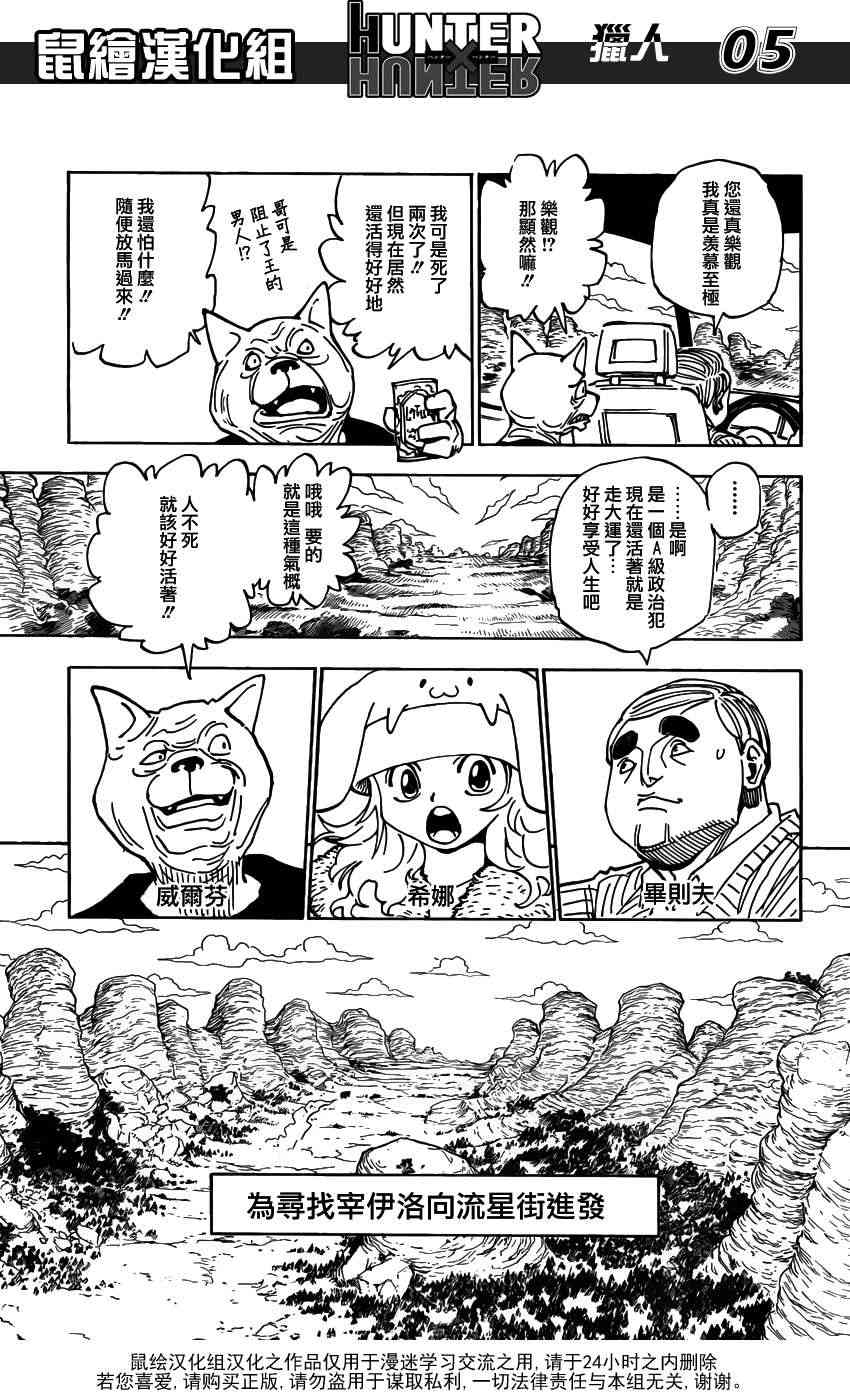 鼠繪漢化組
HUNTER
×
HUNTER
獵人
05
您還真樂觀
我真是羨慕至極
樂觀!?
那顯然嘛!!
我可是死了
兩次了!!
但現在居然
還活得好好地
哥可是
阻止了王的
男人!?
我還怕什麼!!
隨便放馬過來!!
……
……是啊
是一個A級政治犯
現在還活著就是
走大運了…
好好享受人生吧
哦哦 要的
就是這種氣概
人不死
就該好好活著!!
威爾芬
希娜
畢則夫
為尋找宰伊洛向流星街進發
鼠绘汉化组汉化之作品仅用于漫迷学习交流之用, 请于24小时之内删除
若您喜爱, 请购买正版, 请勿盗用于谋取私利, 一切法律责任与本组无关, 谢谢。